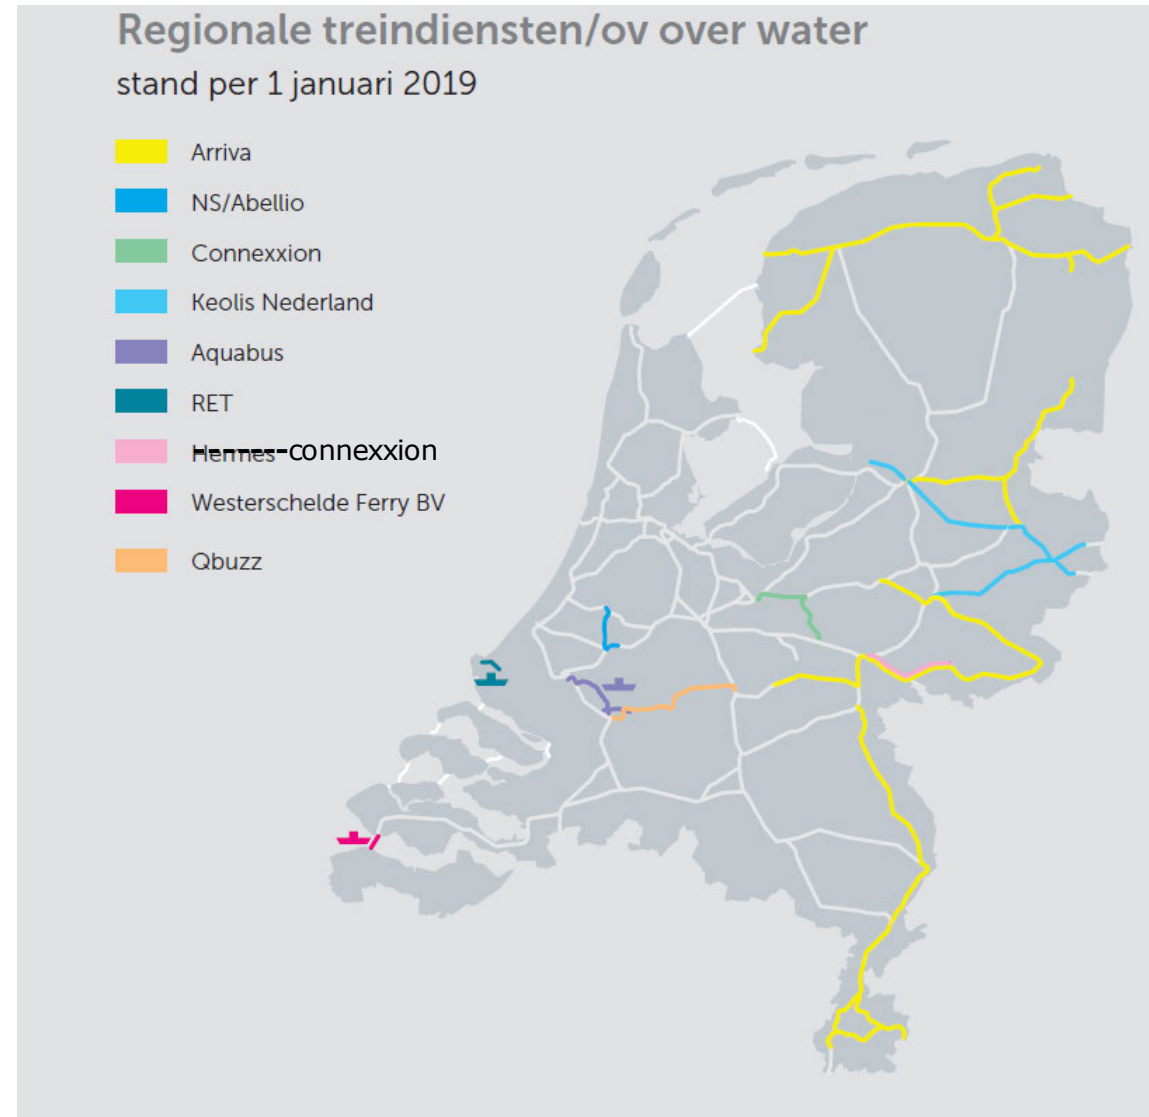 Regionale treindiensten/ov over water
stand per 1 januari 2019
Arriva
NS/Abellio
Connexxion
Keolis Nederland
Aquabus
RET
Hermes-connexxion
Westerschelde Ferry BV
Qbuzz